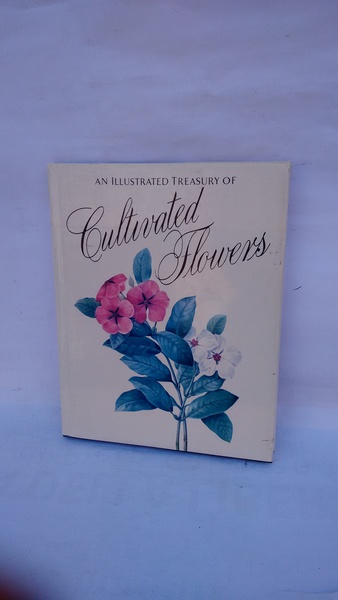 AN ILLUSTRATED TREASURY OF
Cultivated
Flowers